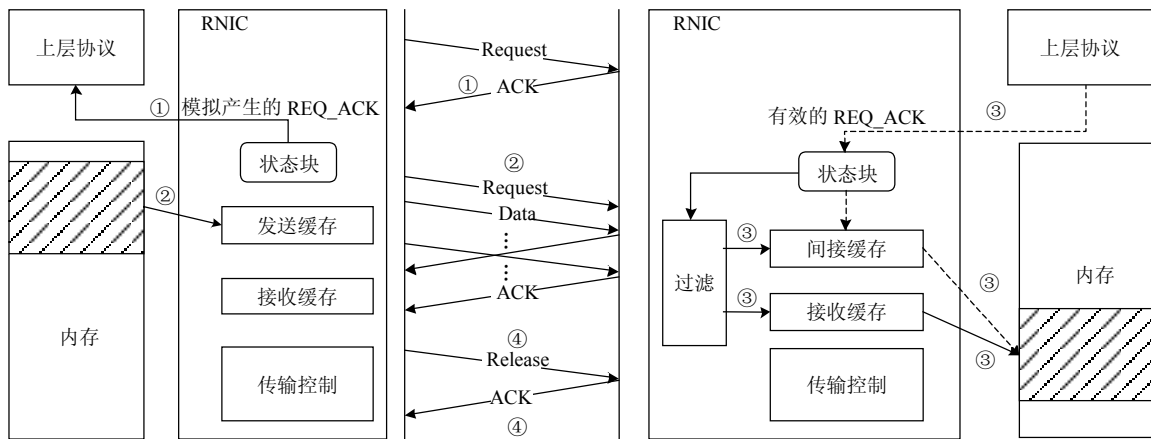 上层协议
RNIC
① 模拟产生的 REQ_ACK
状态块
②
发送缓存
接收缓存
内存
传输控制
Request
① ACK
②
Request
Data
ACK
④
Release
ACK
④
RNIC
上层协议
有效的 REQ_ACK
③
状态块
过滤
③
间接缓存
③
接收缓存
③
③
内存
传输控制